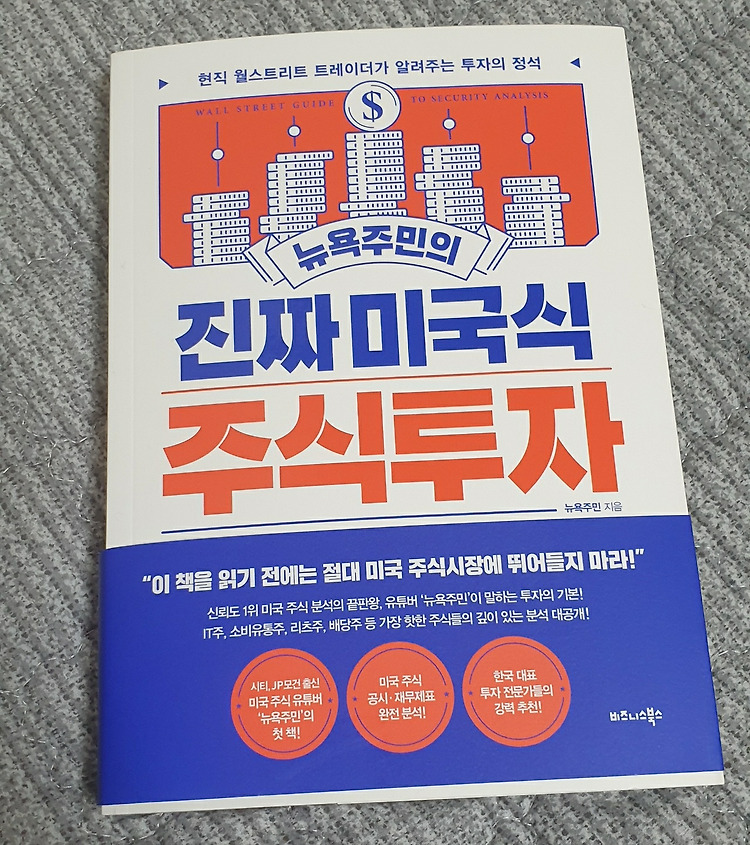 현직 월스트리트 트레이더가 알려주는 투자의 정석
WALL STREET GUIDE TO SECURITY ANALYSIS
$
뉴욕주민의
진짜 미국식
주식투자
뉴욕주민 지음
“이 책을 읽기 전에는 절대 미국 주식시장에 뛰어들지 마라!”
신뢰도 1위 미국 주식 분석의 끝판왕, 유튜버 ‘뉴욕주민’이 말하는 투자의 기본!
IT주, 소비유통주, 리츠주, 배당주 등 가장 핫한 주식들의 깊이 있는 분석 대공개!
시티, JP모건 출신
미국 주식 유튜버
‘뉴욕주민’의
첫 책!
미국 주식
공시·재무제표
완전 분석!
한국 대표
투자 전문가들의
강력 추천!
비즈니스북스